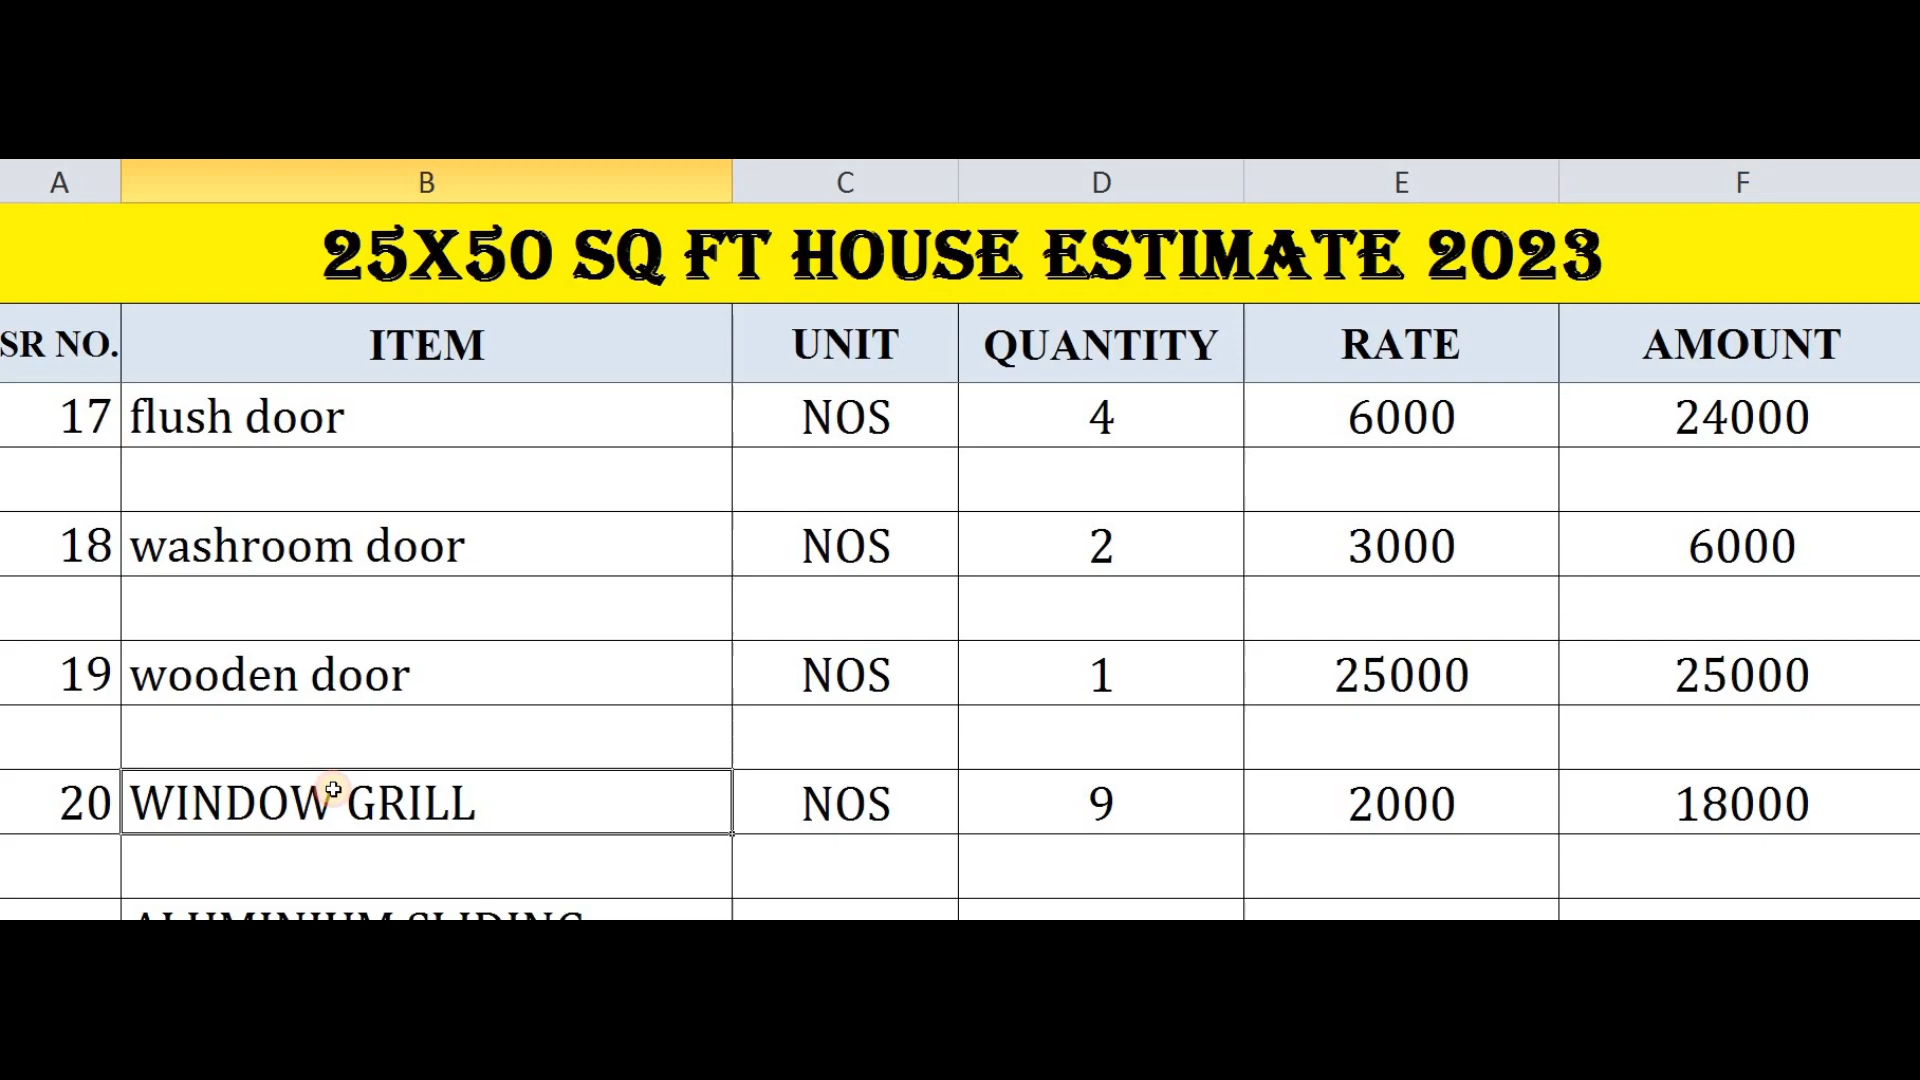 A B C D E F
25X50 SQ FT HOUSE ESTIMATE 2023
SR NO. ITEM UNIT QUANTITY RATE AMOUNT
17 flush door NOS 4 6000 24000
18 washroom door NOS 2 3000 6000
19 wooden door NOS 1 25000 25000
20 WINDOW GRILL NOS 9 2000 18000
ALUMINIUM SLIDING